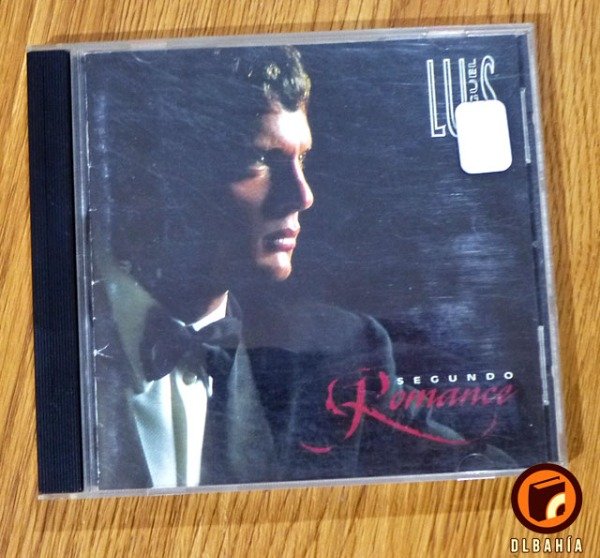 LUIS
SEGUNDO
Romance
DLBAHÍA